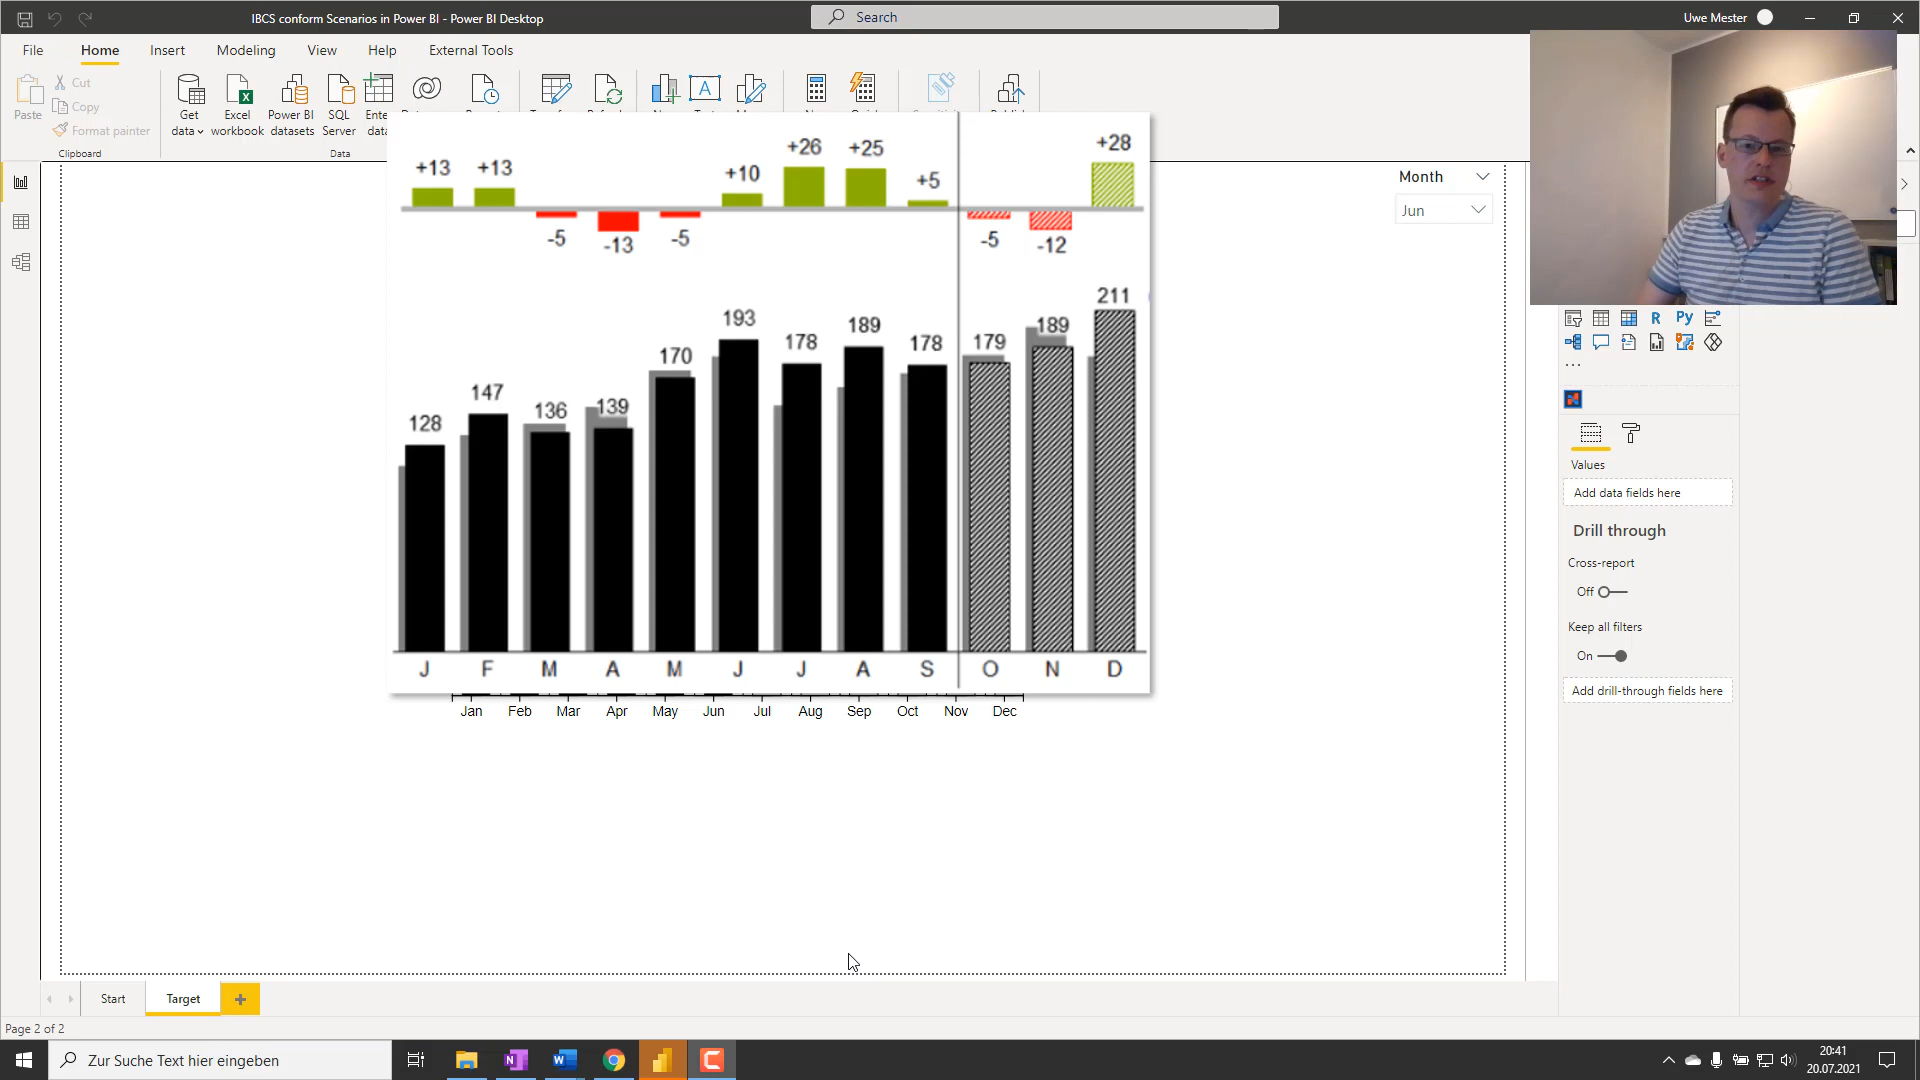 IBCS conform Scenarios in Power BI - Power BI Desktop
Search
Uwe Mester
File
Home
Insert
Modeling
View
Help
External Tools
Paste
Cut
Copy
Format painter
Clipboard
Get
data
Excel
workbook
Power BI
datasets
SQL
Server
Data
+13
+13
-5
-13
-5
+10
+26
+25
+5
-5
-12
+28
128
147
136
139
170
193
178
189
178
179
189
211
J
F
M
A
M
J
J
A
S
O
N
D
Jan
Feb
Mar
Apr
May
Jun
Jul
Aug
Sep
Oct
Nov
Dec
Month
Jun
R
Py
Values
Add data fields here
Drill through
Cross-report
Off
Keep all filters
On
Add drill-through fields here
Start
Target
Page 2 of 2
Zur Suche Text hier eingeben
20:41
20.07.2021